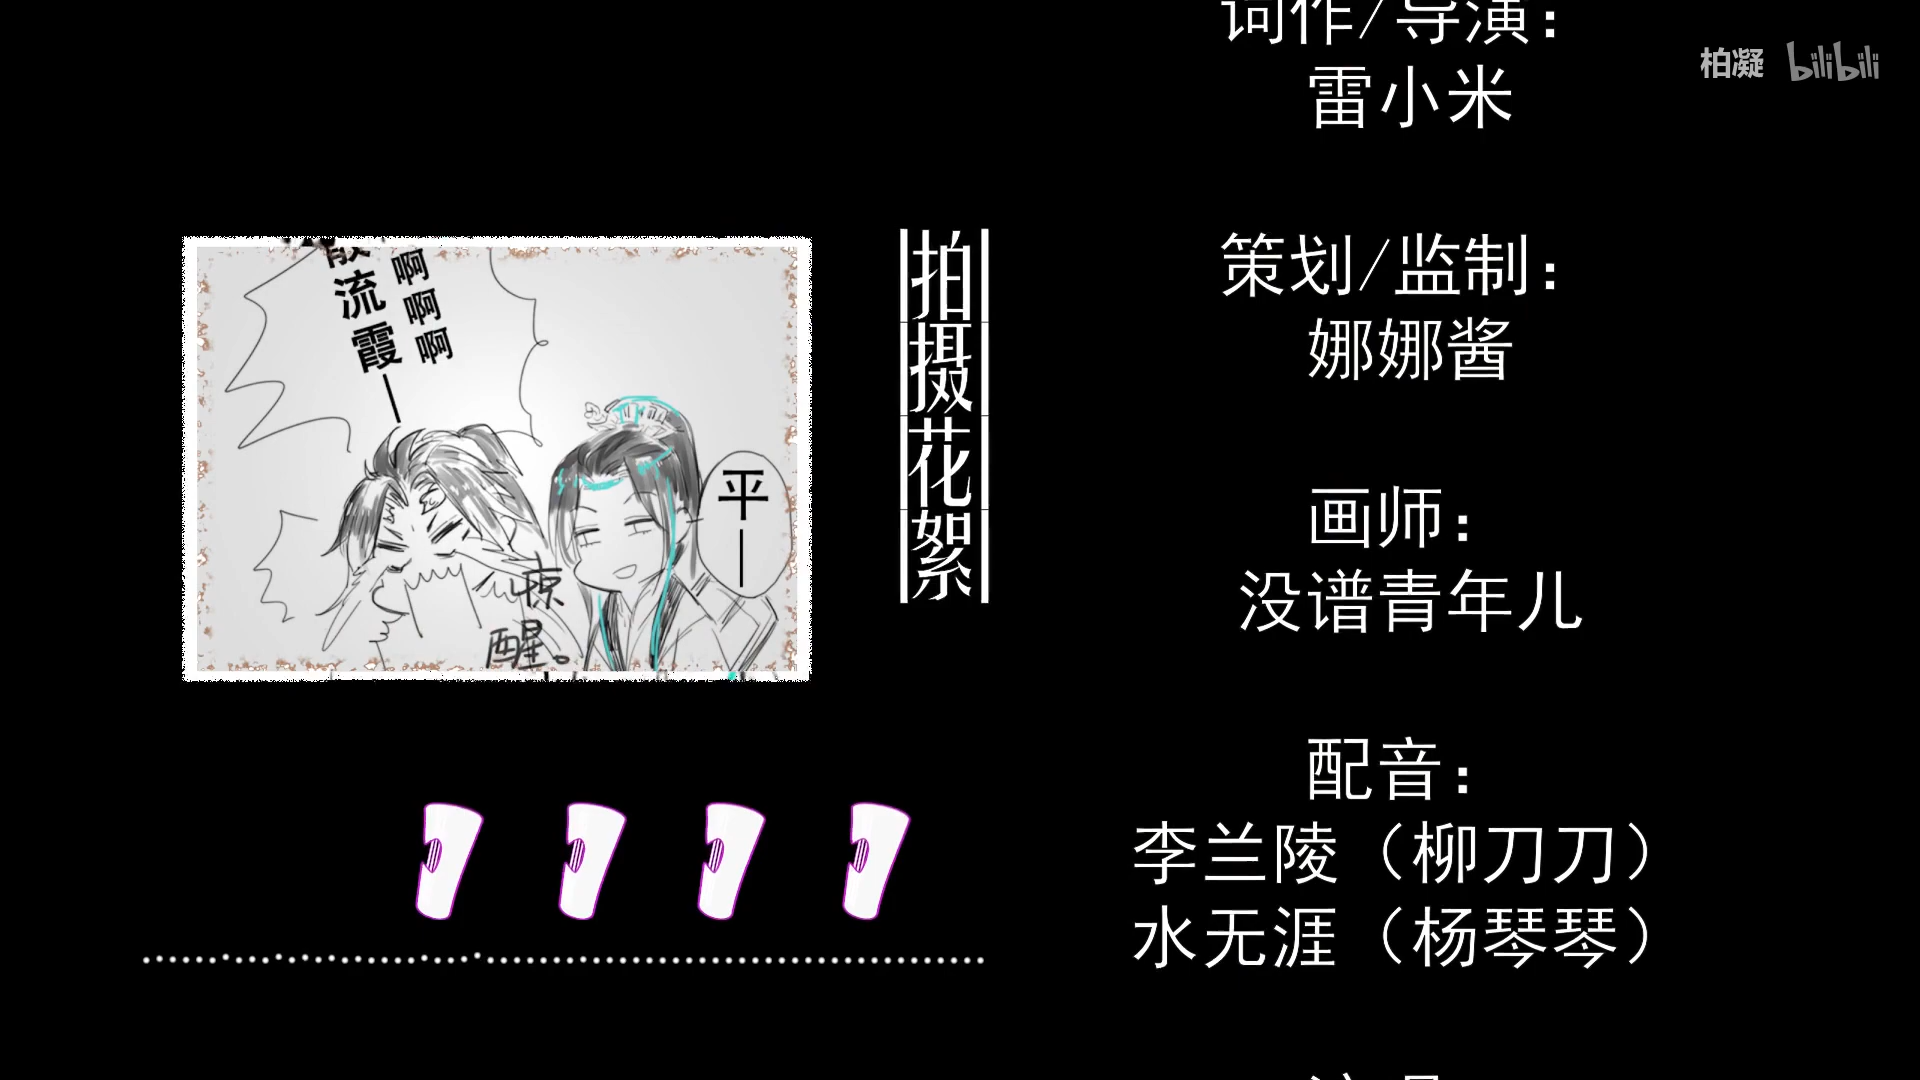 词作/导演：
雷小米
策划/监制：
娜娜酱
画师：
没谱青年儿
配音：
李兰陵（柳刀刀）
水无涯（杨琴琴）
柏凝 bilibili
拍摄花絮
啊啊啊
散流霞—
平—
惊醒。